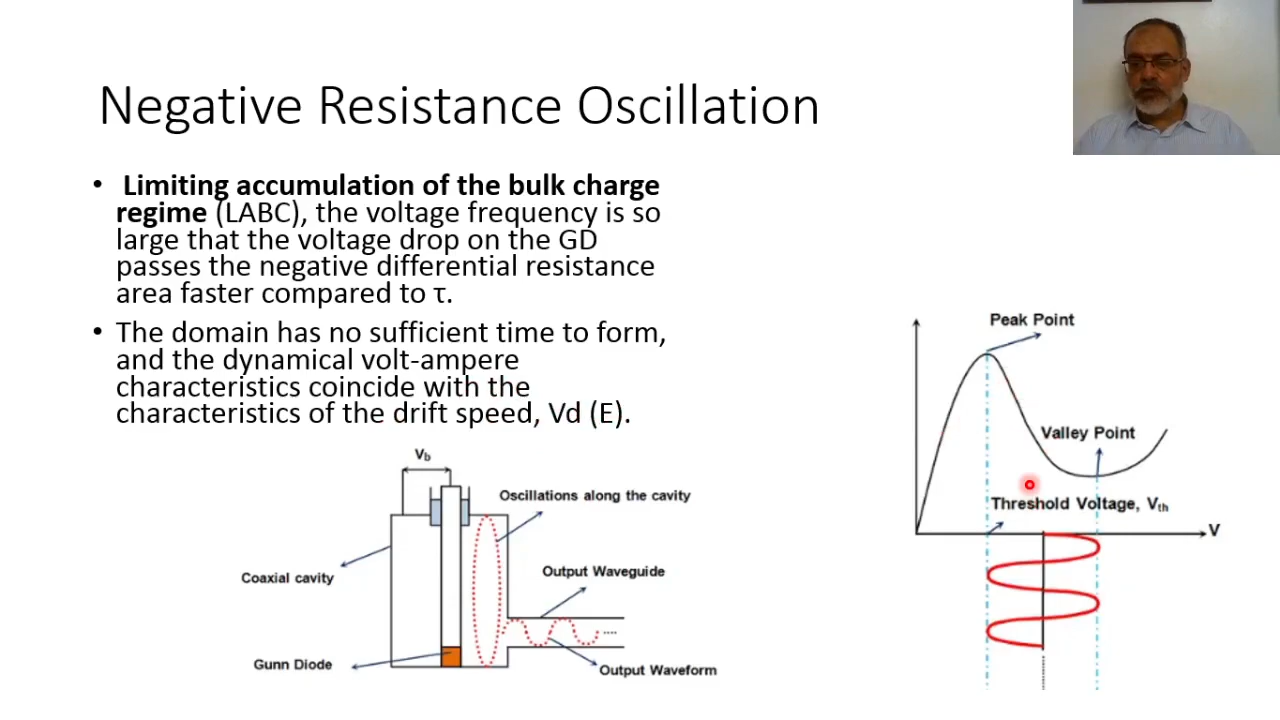 Negative Resistance Oscillation
• Limiting accumulation of the bulk charge
regime (LABC), the voltage frequency is so
large that the voltage drop on the GD
passes the negative differential resistance
area faster compared to τ.
• The domain has no sufficient time to form,
and the dynamical volt-ampere
characteristics coincide with the
characteristics of the drift speed, Vd (E).
Vb
Oscillations along the cavity
Coaxial cavity
Output Waveguide
Gunn Diode
Output Waveform
Peak Point
Valley Point
Threshold Voltage, Vth
V